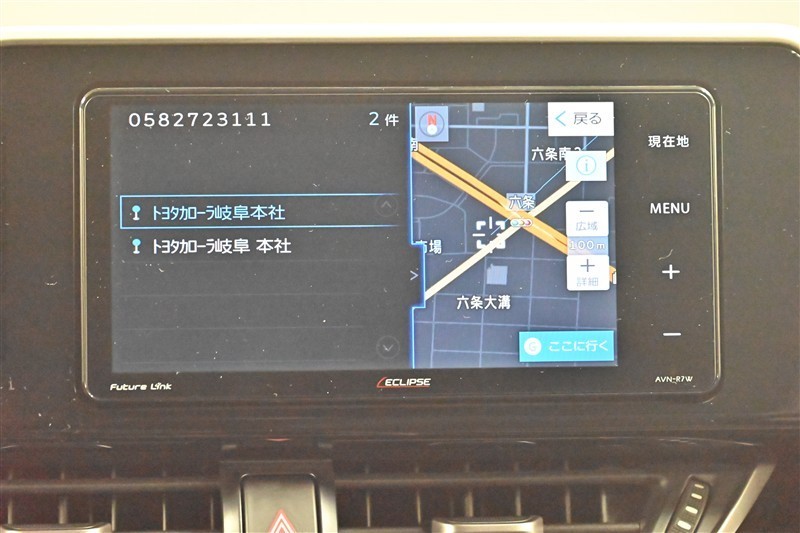 0582723111
2 件
戻る
現在地
六条南2
六条
MENU
トヨタカローラ岐阜本社
トヨタカローラ岐阜 本社
広域
100m
市場
詳細
六条大溝
ここに行く
Future Link
ECLIPSE
AVN-R7W
N